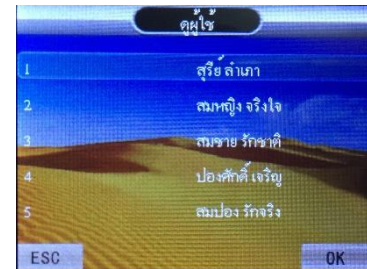 ดูผู้ใช้
1 สุรีย์ ลำเภา
2 สมหญิง จริงใจ
3 สมชาย รักชาติ
4 ปองศักดิ์ เจริญ
5 สมปอง รักจริง
ESC OK